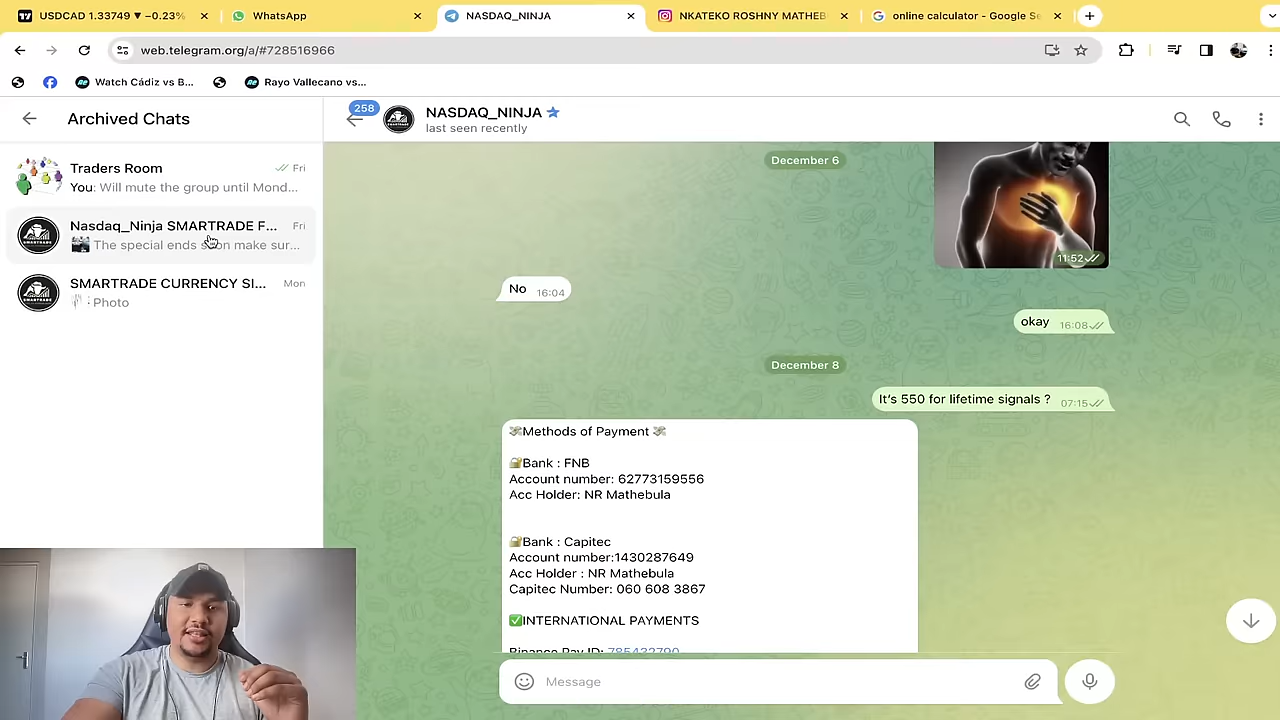 USDCAD 1.33749 ▼ −0.23%
WhatsApp
NASDAQ_NINJA
NKATEKO ROSHNY MATHEB
online calculator - Google Se
web.telegram.org/a/#728516966
Watch Cádiz vs B...
Rayo Vallecano vs...
Archived Chats
Traders Room
Fri
You: Will mute the group until Mond...
Nasdaq_Ninja SMARTRADE F...
Fri
The special ends soon make sur...
SMARTRADE CURRENCY SI...
Mon
: Photo
258
NASDAQ_NINJA
last seen recently
December 6
11:52
No 16:04
okay 16:08
December 8
It's 550 for lifetime signals ? 07:15
💸Methods of Payment 💸
🔐Bank : FNB
Account number: 62773159556
Acc Holder: NR Mathebula
🔐Bank : Capitec
Account number:1430287649
Acc Holder : NR Mathebula
Capitec Number: 060 608 3867
✅INTERNATIONAL PAYMENTS
Binance Pay ID: 785432790
Message